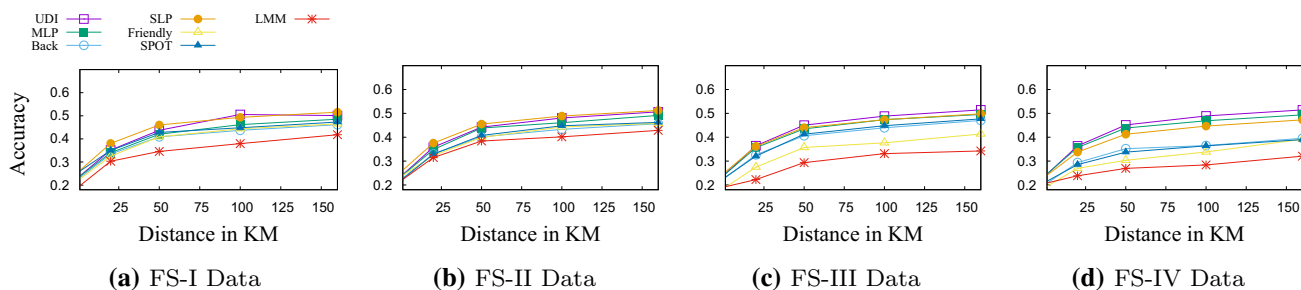 UDI SLP LMM
MLP Friendly
Back SPOT
Accuracy
0.6 0.6 0.6 0.6
0.5 0.5 0.5 0.5
0.4 0.4 0.4 0.4
0.3 0.3 0.3 0.3
0.2 0.2 0.2 0.2
25 50 75 100 125 150 25 50 75 100 125 150 25 50 75 100 125 150 25 50 75 100 125 150
Distance in KM Distance in KM Distance in KM Distance in KM
(a) FS-I Data (b) FS-II Data (c) FS-III Data (d) FS-IV Data